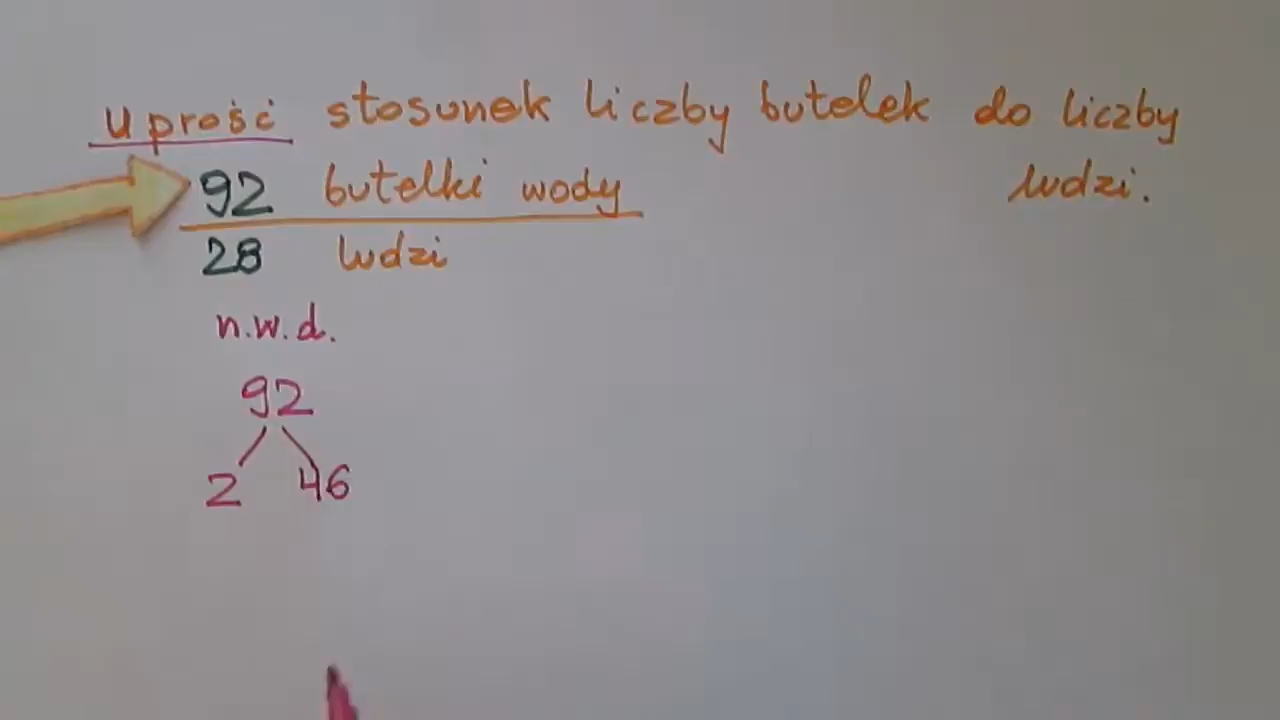 Uprość stosunek liczby butelek do liczby
ludzi.
92 butelki wody
28 ludzi
n.w.d.
92
2 46